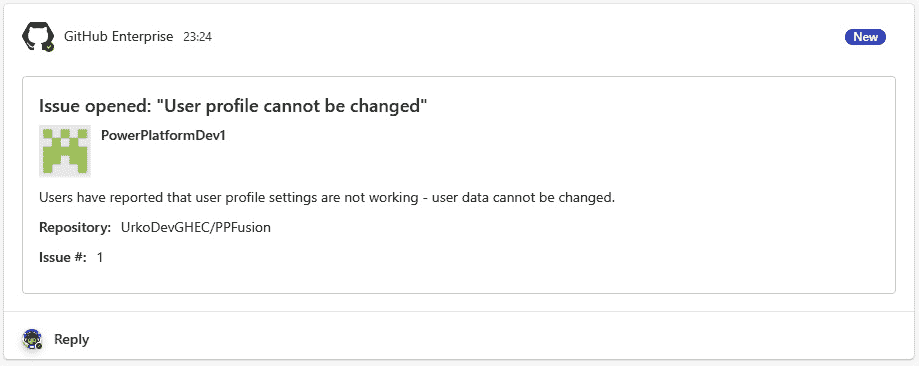 GitHub Enterprise 23:24 New
Issue opened: "User profile cannot be changed"
PowerPlatformDev1
Users have reported that user profile settings are not working - user data cannot be changed.
Repository: UrkoDevGHEC/PPFusion
Issue #: 1
Reply